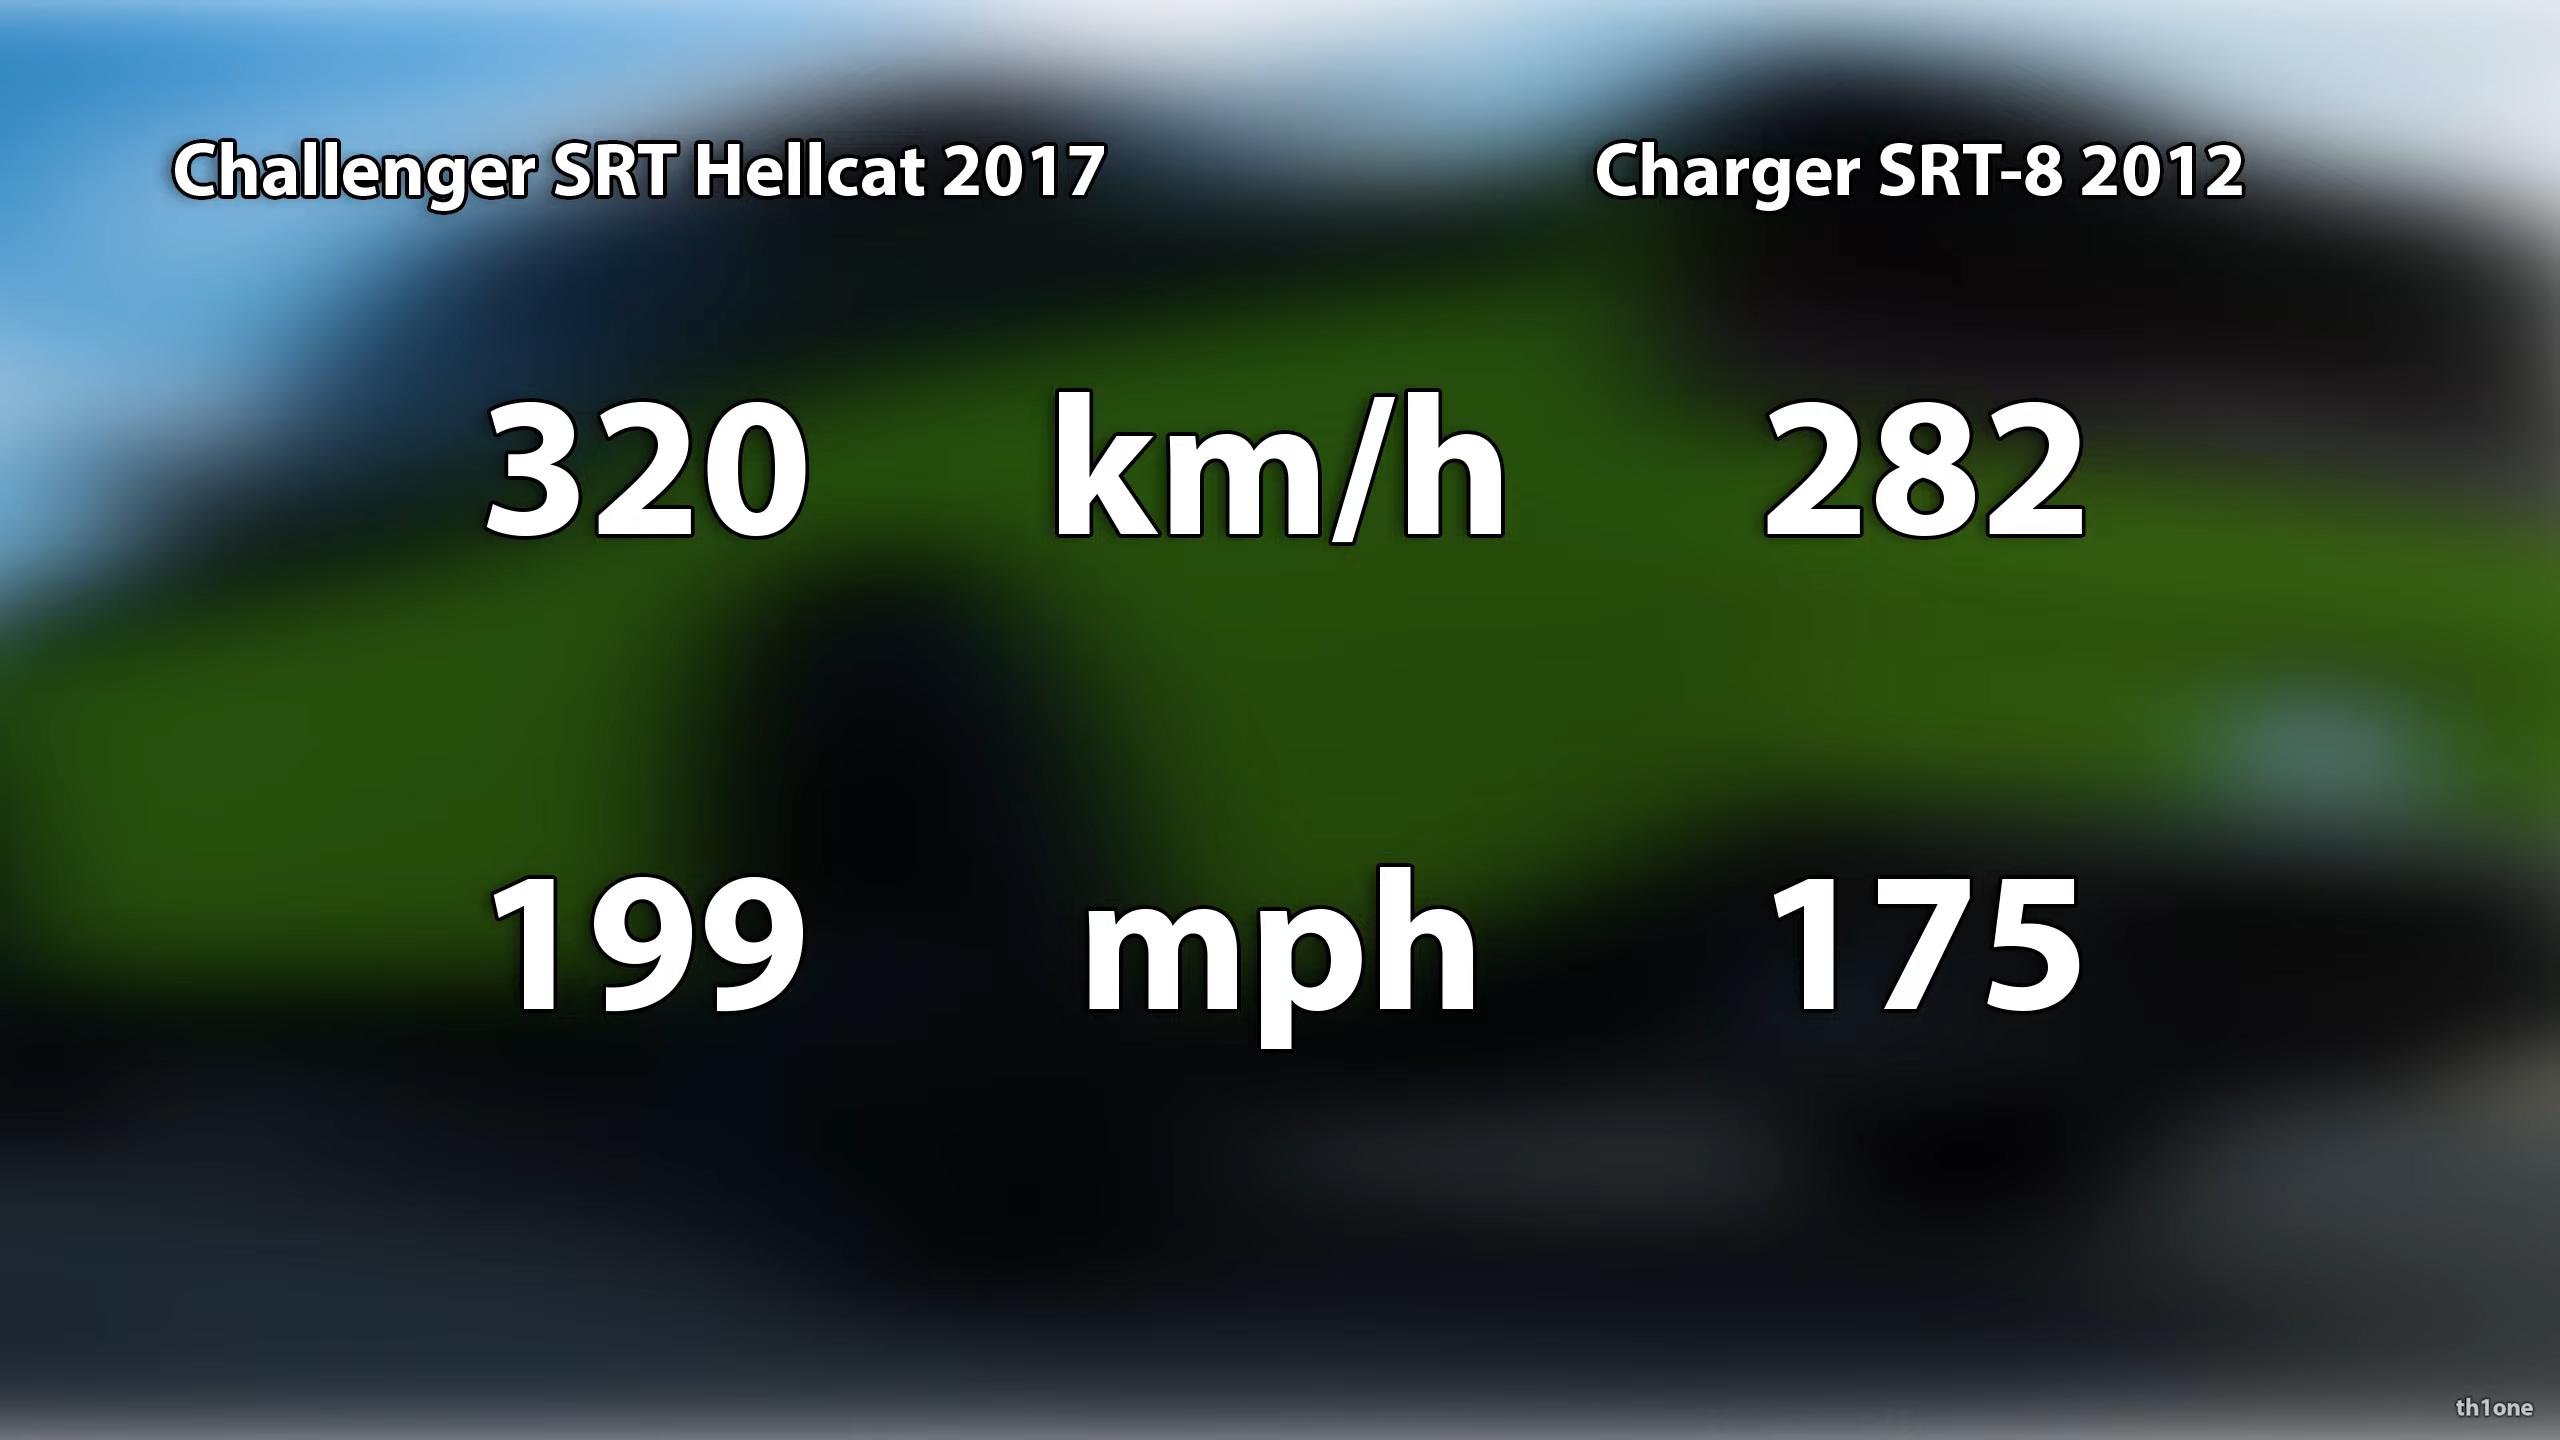 Challenger SRT Hellcat 2017 Charger SRT-8 2012
320 km/h 282
199 mph 175
th1one